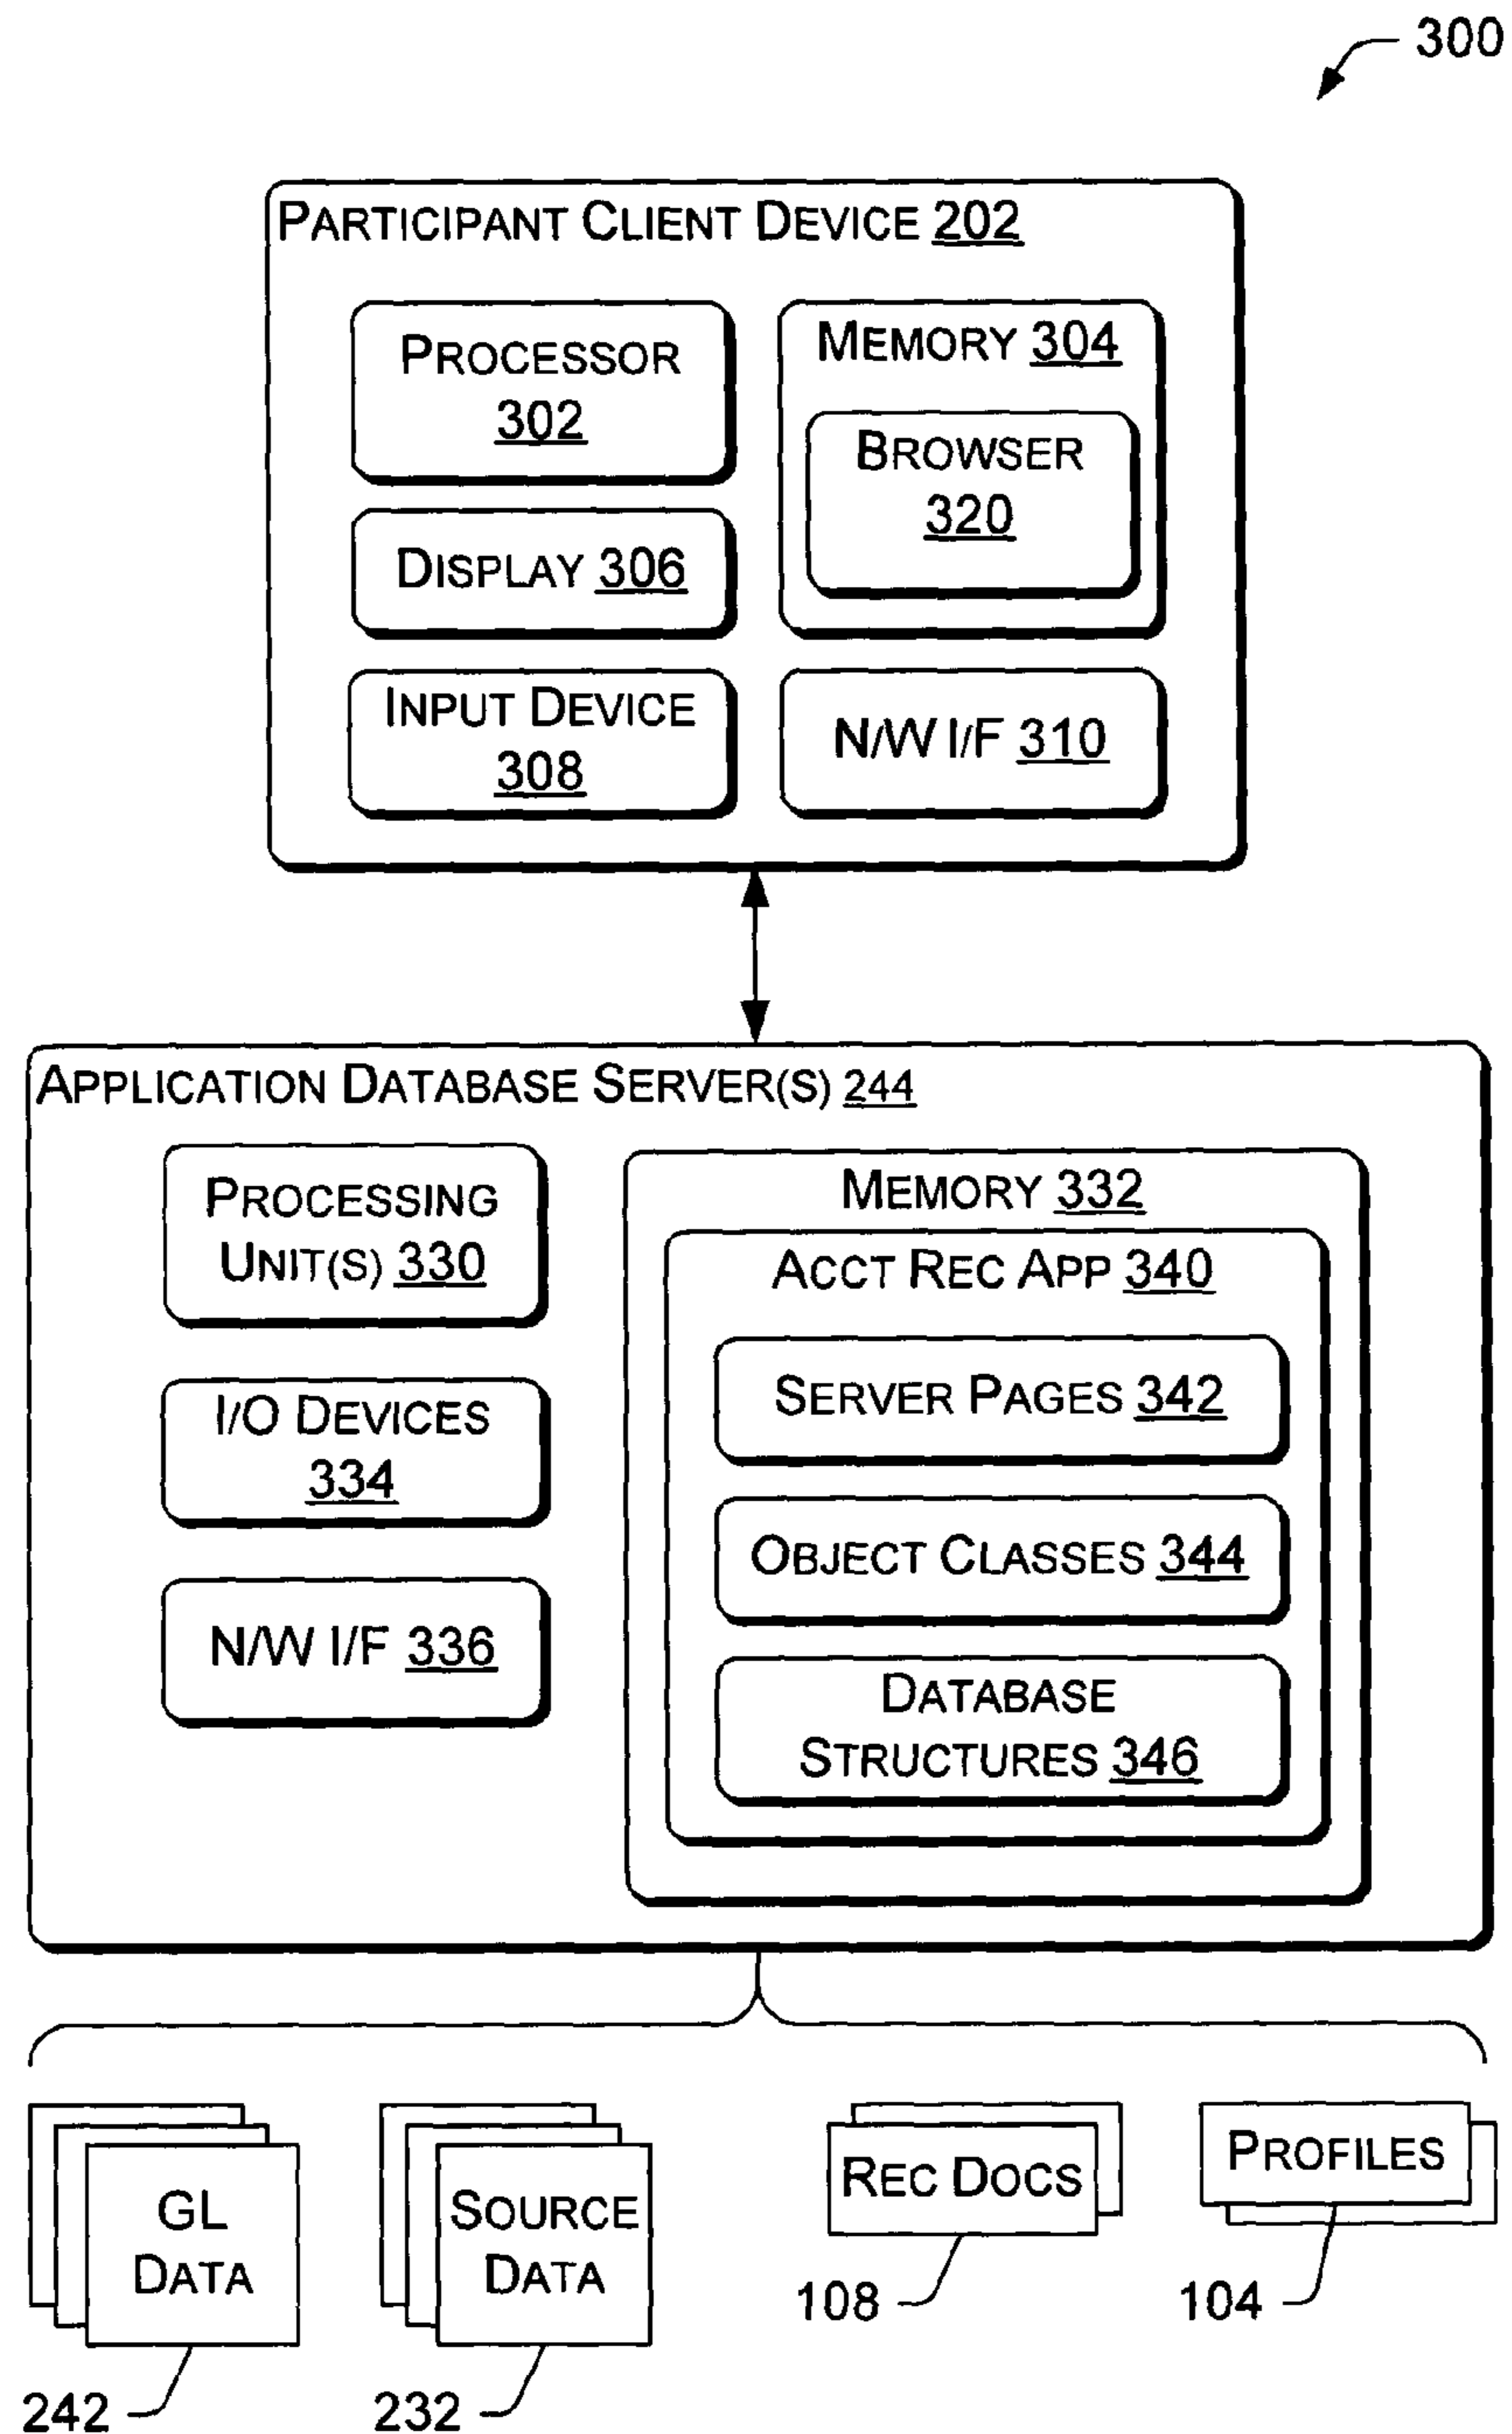 300
PARTICIPANT CLIENT DEVICE 202
PROCESSOR
302
MEMORY 304
BROWSER
320
DISPLAY 306
INPUT DEVICE
308
N/W I/F 310
APPLICATION DATABASE SERVER(S) 244
PROCESSING
UNIT(S) 330
I/O DEVICES
334
N/W I/F 336
MEMORY 332
ACCT REC APP 340
SERVER PAGES 342
OBJECT CLASSES 344
DATABASE
STRUCTURES 346
GL
DATA
242
SOURCE
DATA
232
REC DOCS
108
PROFILES
104